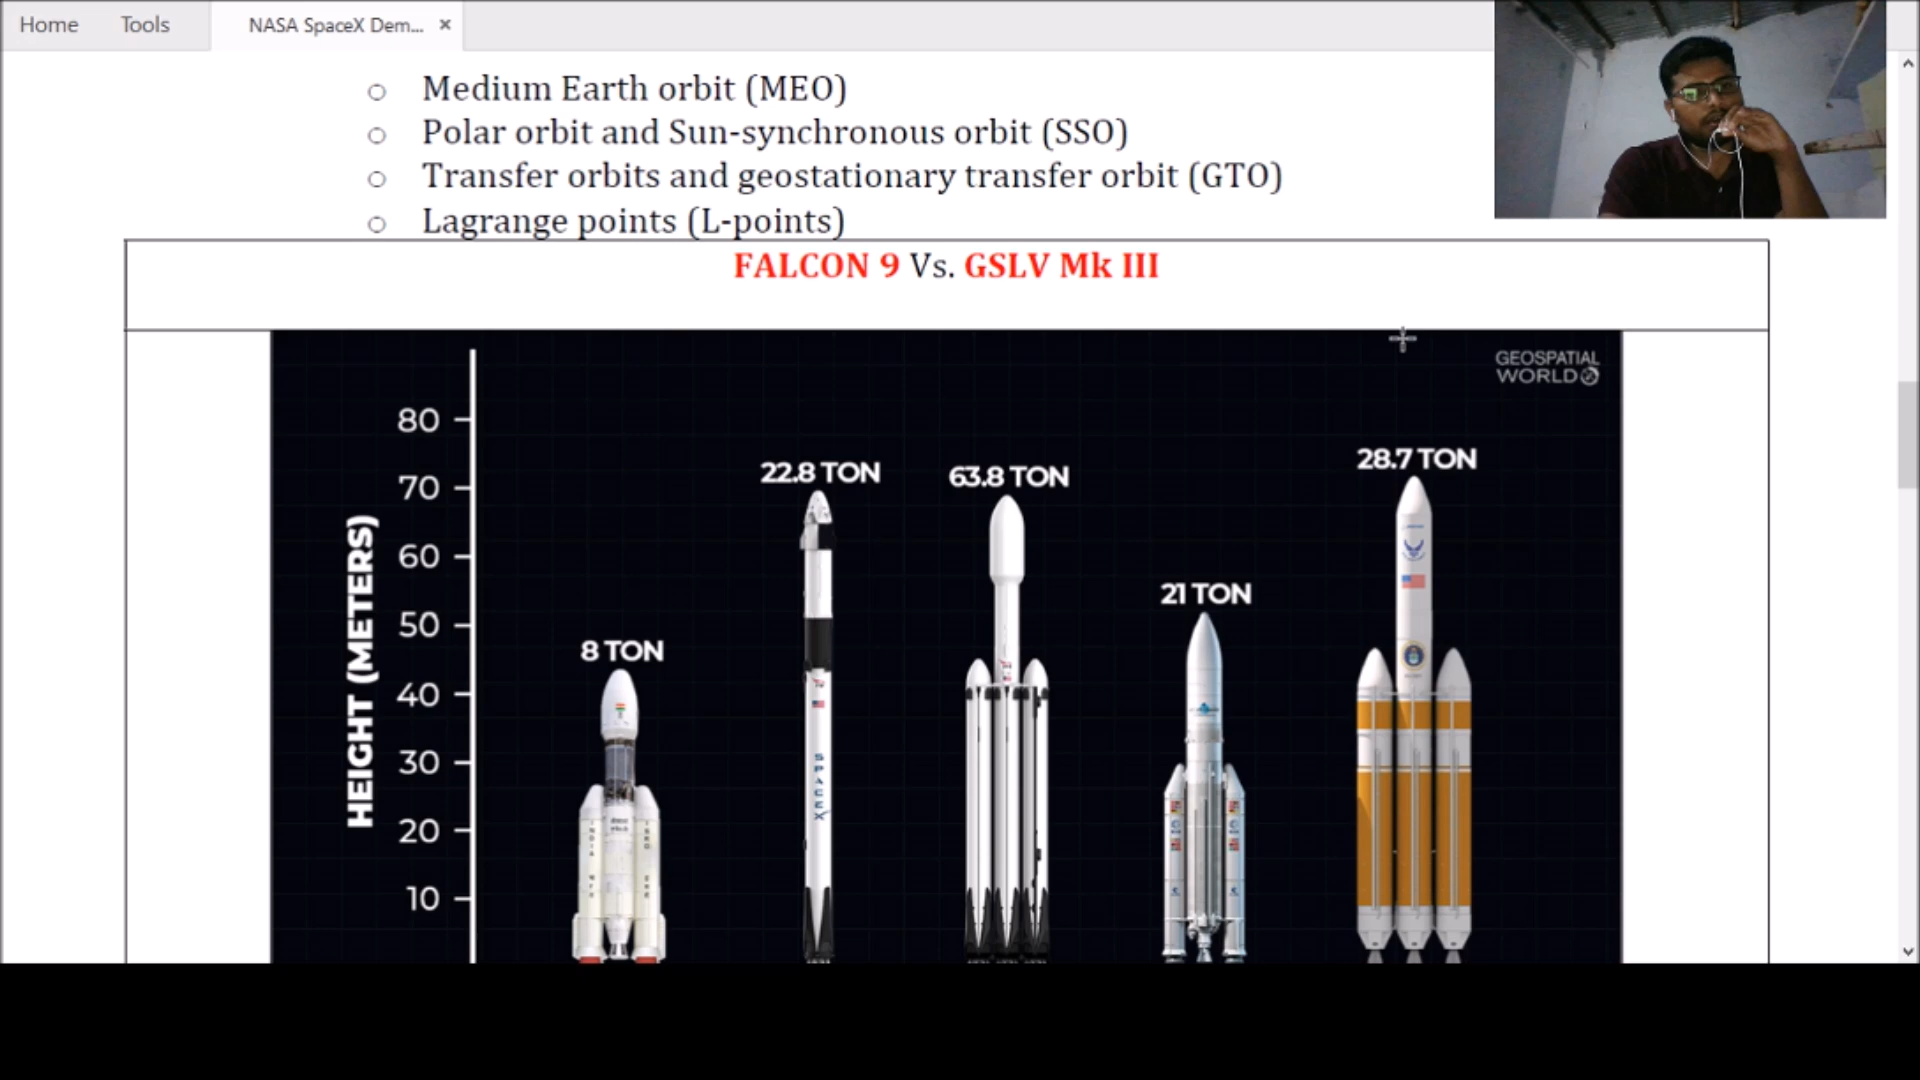 Home Tools NASA SpaceX Dem... ×
Medium Earth orbit (MEO)
Polar orbit and Sun-synchronous orbit (SSO)
Transfer orbits and geostationary transfer orbit (GTO)
Lagrange points (L-points)
FALCON 9 Vs. GSLV Mk III
GEOSPATIAL
WORLD
80
28.7 TON
22.8 TON
63.8 TON
70
60
21 TON
50
8 TON
40
HEIGHT (METERS)
30
SPACEX
20
10